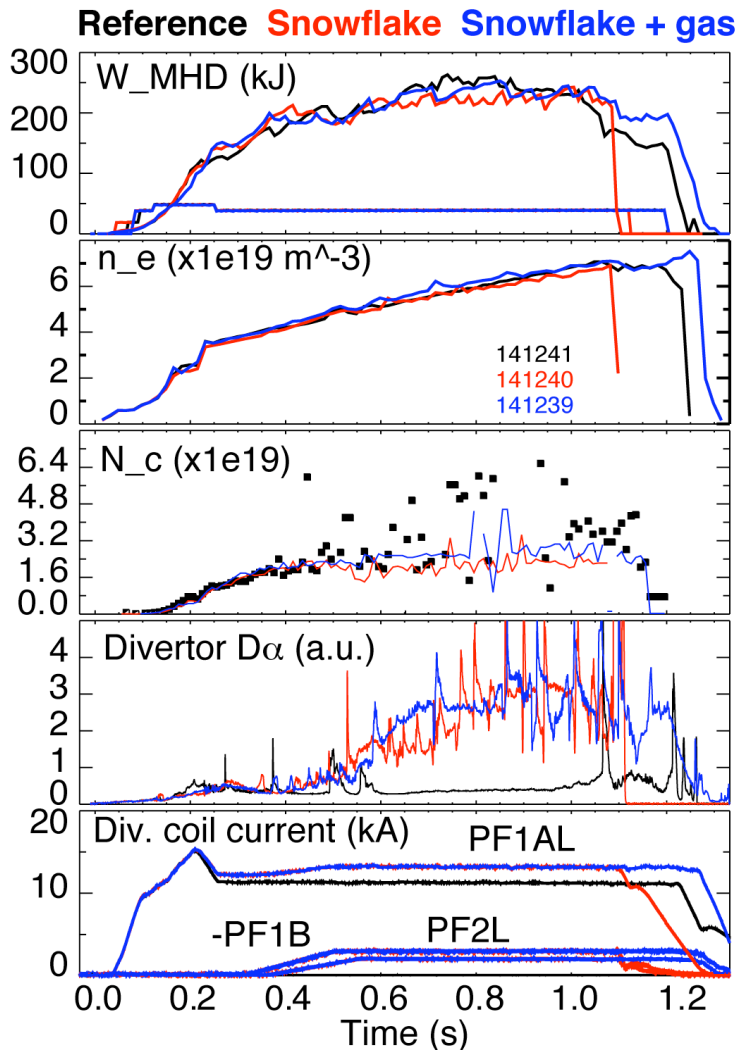 Reference Snowflake Snowflake + gas
W_MHD (kJ)
300
200
100
0
n_e (x1e19 m^-3)
6
4
2
0
141241
141240
141239
N_c (x1e19)
6.4
4.8
3.2
1.6
0.0
Divertor Dα (a.u.)
4
3
2
1
0
Div. coil current (kA)
20
10
0
PF1AL
-PF1B
PF2L
0.0 0.2 0.4 0.6 0.8 1.0 1.2
Time (s)